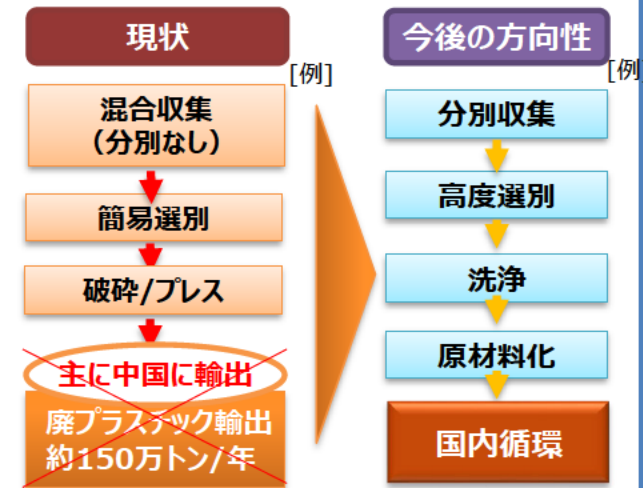 現状
[例]
混合収集
（分別なし）
簡易選別
破砕/プレス
主に中国に輸出
廃プラスチック輸出
約150万トン/年
今後の方向性
[例
分別収集
高度選別
洗浄
原材料化
国内循環